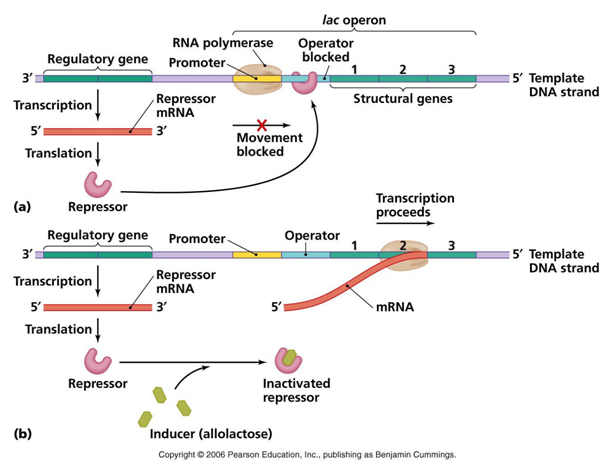 lac operon
RNA polymerase
Operator
blocked
Regulatory gene
Promoter
1 2 3
3′
5′ Template
DNA strand
Structural genes
Transcription
Repressor
mRNA
5′ 3′
Movement
blocked
Translation
Repressor
(a)
Transcription
proceeds
Regulatory gene
Promoter
Operator
1 2 3
3′
5′ Template
DNA strand
Transcription
Repressor
mRNA
5′ 3′
5′
mRNA
Translation
Repressor
Inactivated
repressor
(b)
Inducer (allolactose)
Copyright © 2006 Pearson Education, Inc., publishing as Benjamin Cummings.